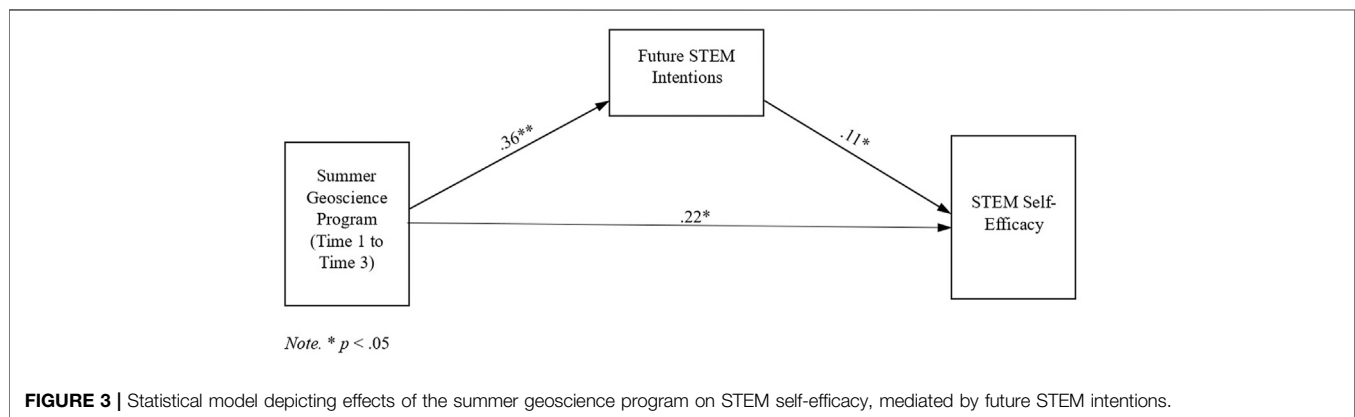 Future STEM
Intentions
.36**
.11*
Summer
Geoscience
Program
(Time 1 to
Time 3)
.22*
STEM Self-
Efficacy
Note. * p < .05
FIGURE 3 | Statistical model depicting effects of the summer geoscience program on STEM self-efficacy, mediated by future STEM intentions.